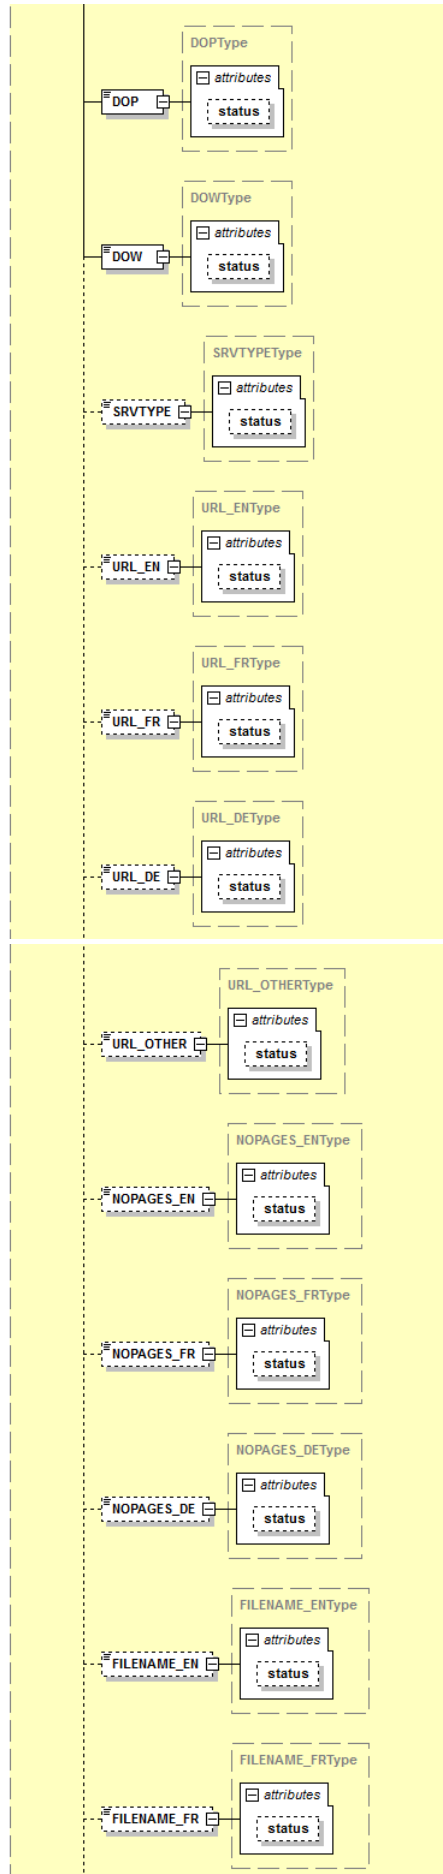 DOPType
attributes
DOP
status
DOWType
attributes
DOW
status
SRVTYPEType
attributes
SRVTYPE
status
URL_ENType
attributes
URL_EN
status
URL_FRType
attributes
URL_FR
status
URL_DEType
attributes
URL_DE
status
URL_OTHERType
attributes
URL_OTHER
status
NOPAGES_ENType
attributes
NOPAGES_EN
status
NOPAGES_FRType
attributes
NOPAGES_FR
status
NOPAGES_DEType
attributes
NOPAGES_DE
status
FILENAME_ENType
attributes
FILENAME_EN
status
FILENAME_FRType
attributes
FILENAME_FR
status